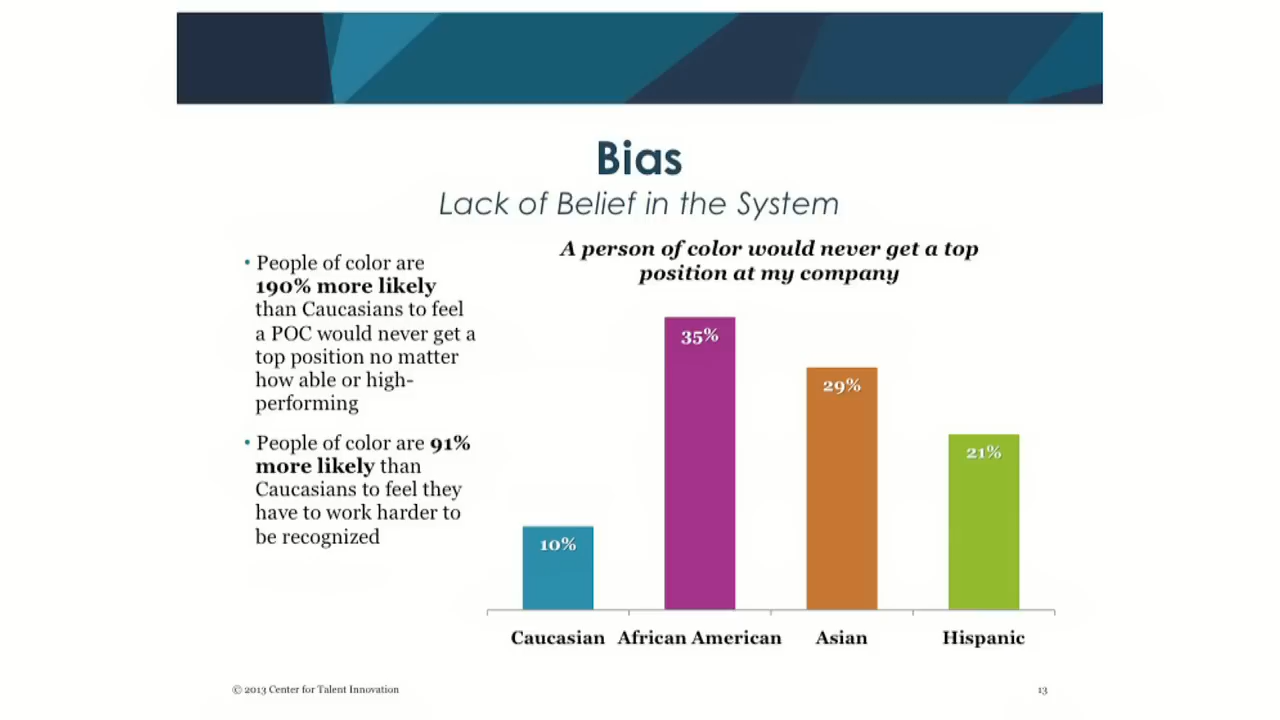 Bias
Lack of Belief in the System
• People of color are
190% more likely
than Caucasians to feel
a POC would never get a
top position no matter
how able or high-
performing
• People of color are 91%
more likely than
Caucasians to feel they
have to work harder to
be recognized
A person of color would never get a top
position at my company
35%
29%
21%
10%
Caucasian African American Asian Hispanic
© 2013 Center for Talent Innovation
13